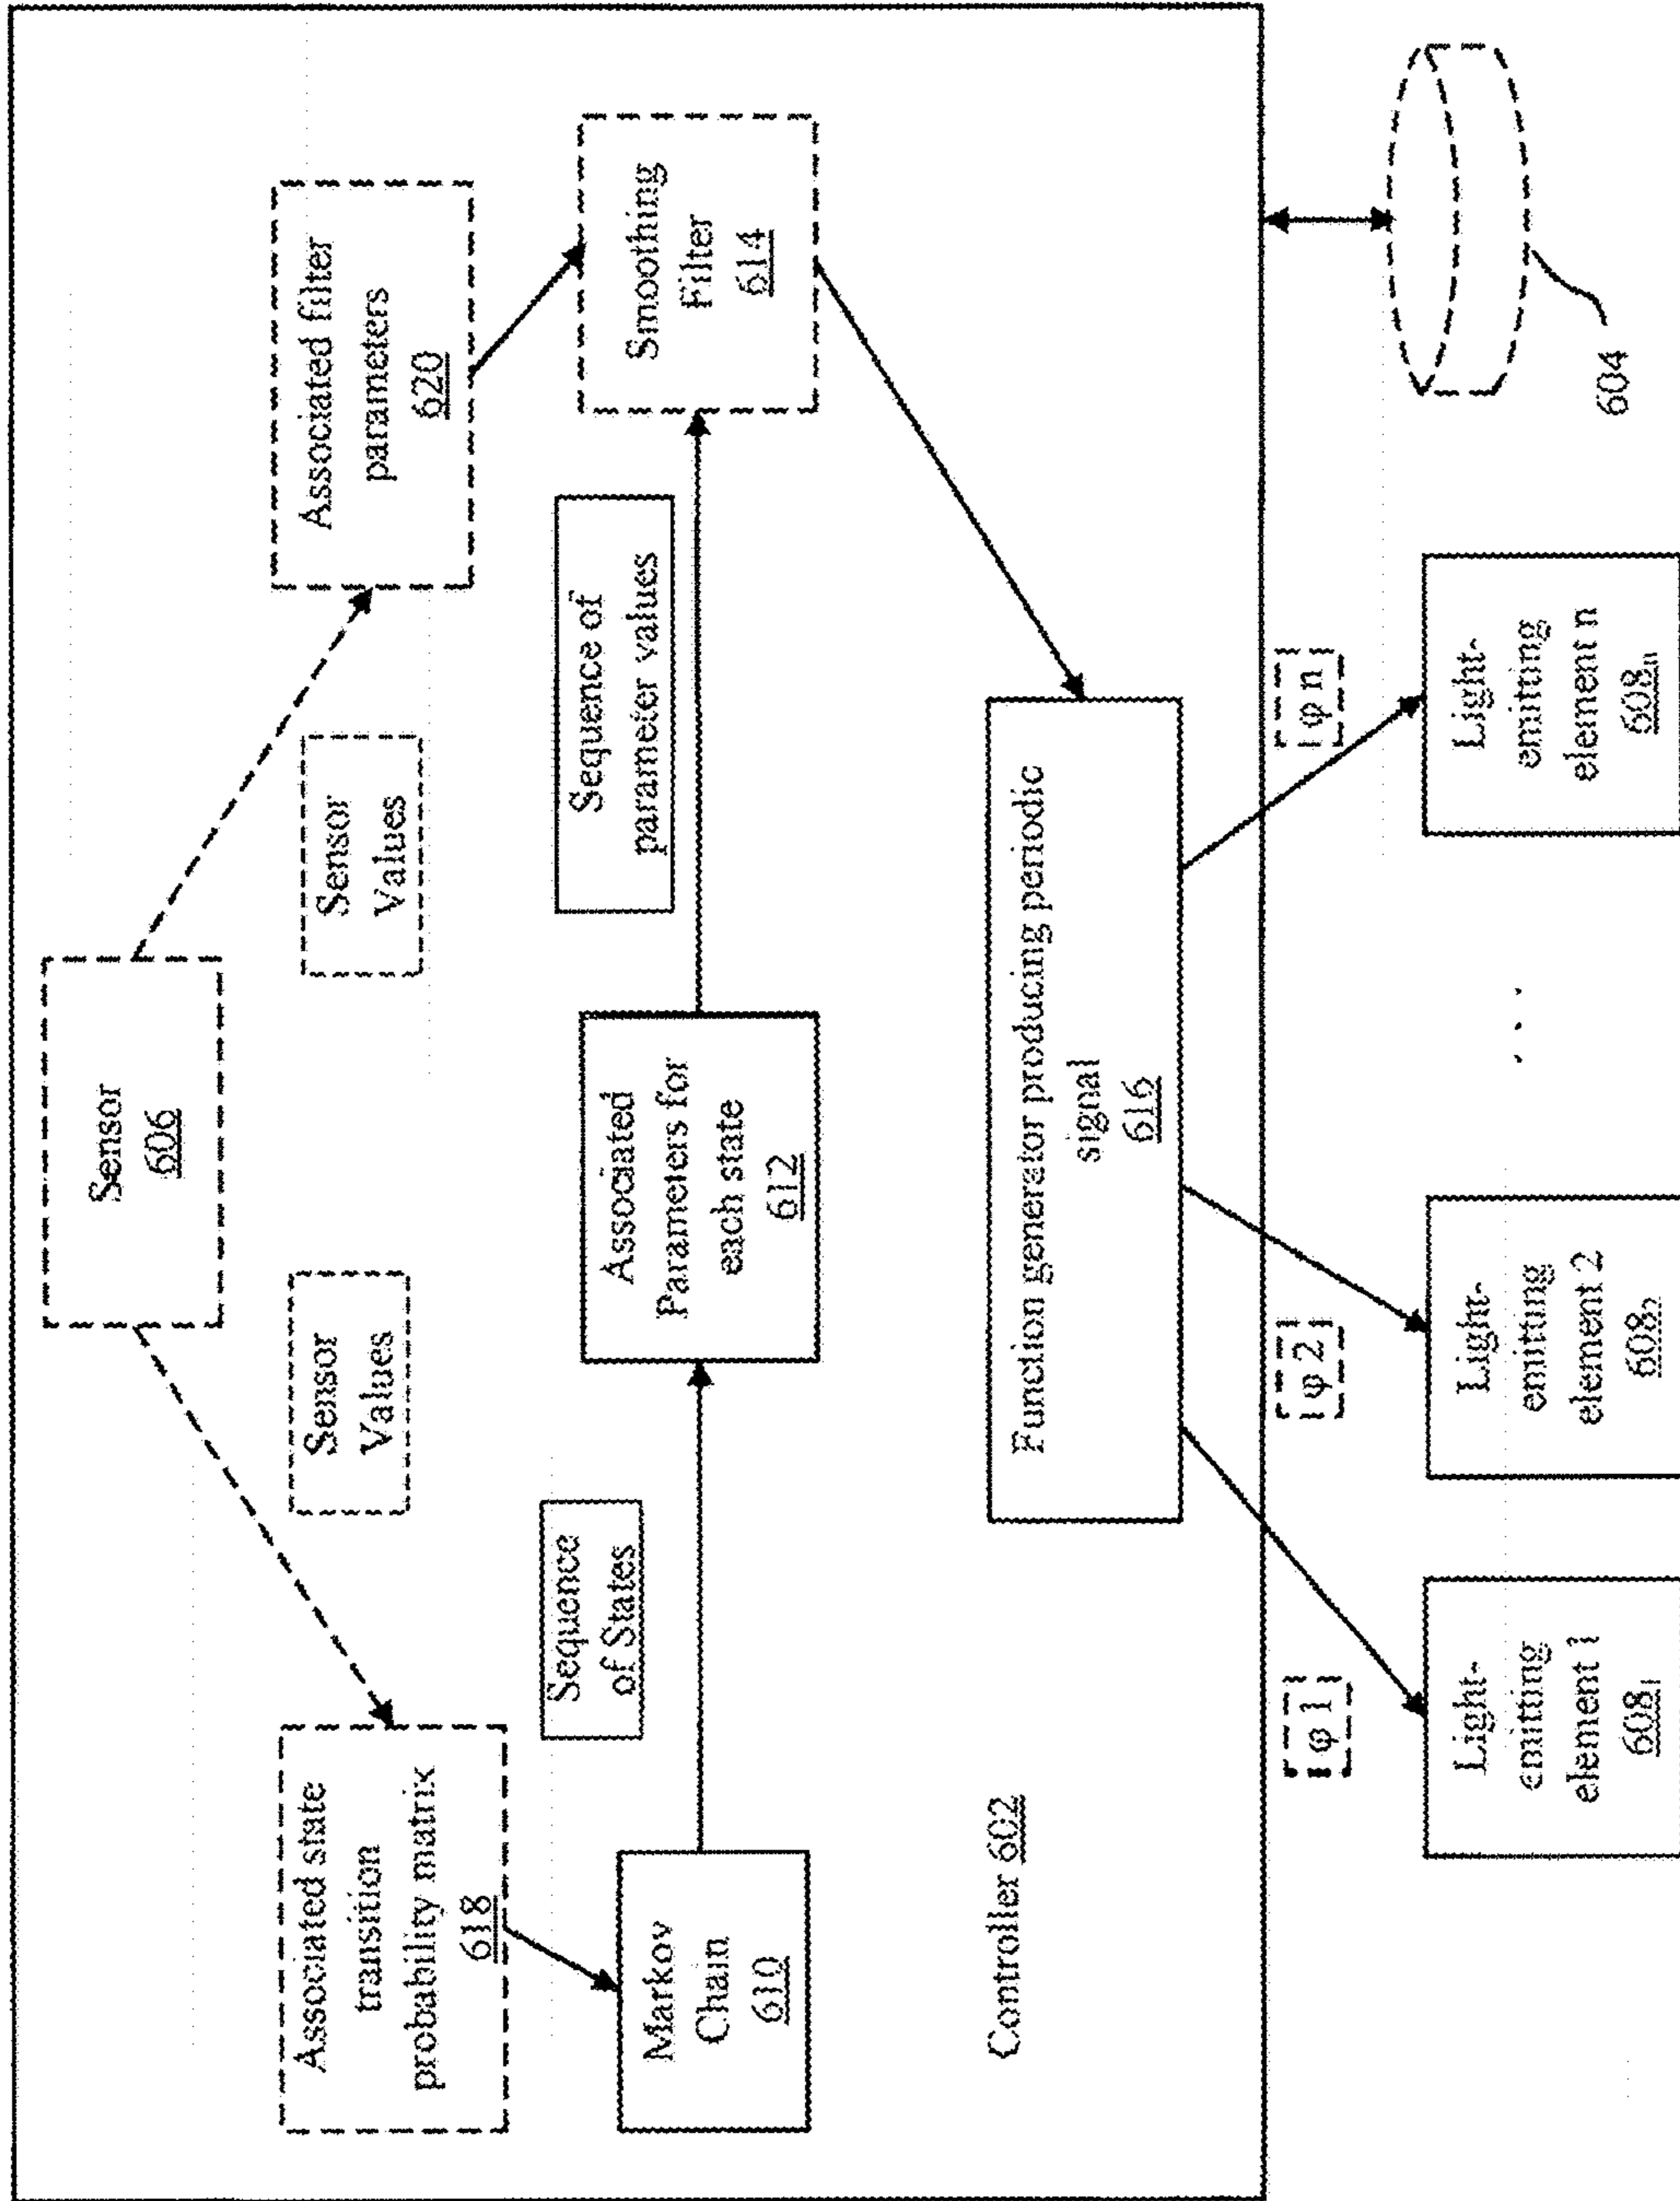 Sensor
606
Sensor
Values
Sensor
Values
Associated state
transition
probability matrix
618
Associated filter
parameters
620
Markov
Chain
610
Sequence
of States
Associated
Parameters for
each state
612
Sequence of
parameter values
Smoothing
Filter
614
Controller 602
Function generator producing periodic
signal
616
φ 1
φ 2
φ n
Light-
emitting
element 1
608₁
Light-
emitting
element 2
608₂
. . .
Light-
emitting
element n
608ₙ
604